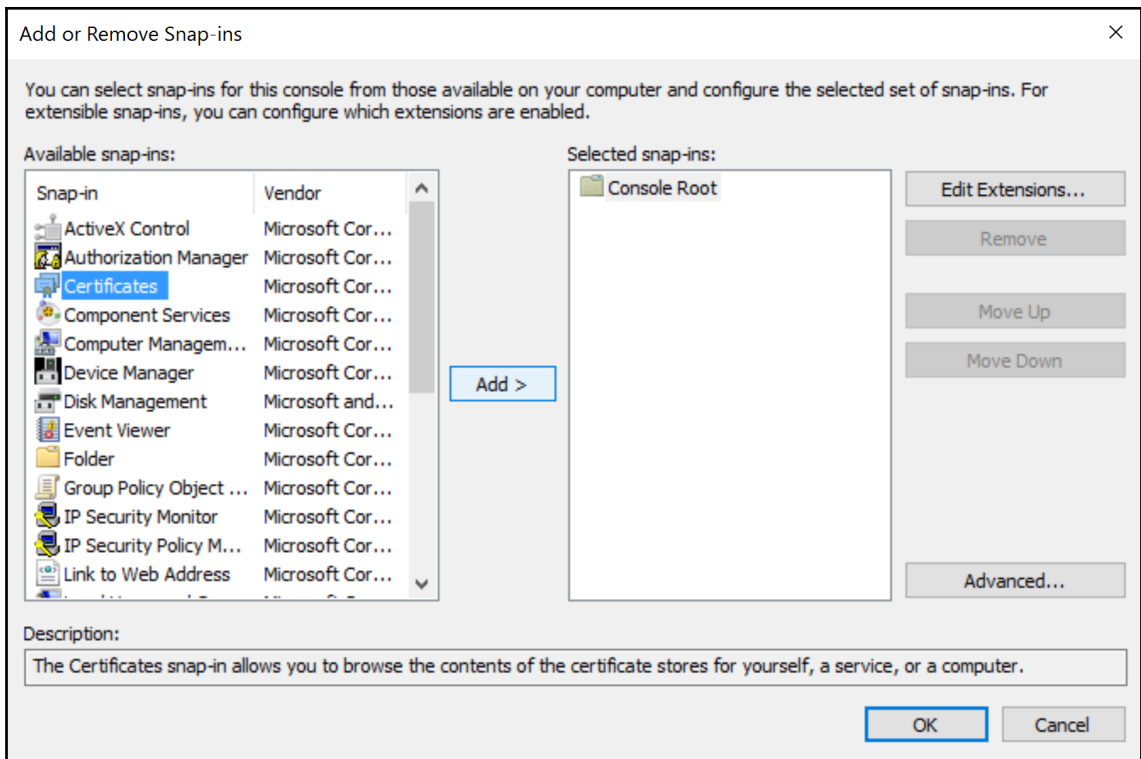 Add or Remove Snap-ins
You can select snap-ins for this console from those available on your computer and configure the selected set of snap-ins. For
extensible snap-ins, you can configure which extensions are enabled.
Available snap-ins:
Snap-in Vendor
ActiveX Control Microsoft Cor...
Authorization Manager Microsoft Cor...
Certificates Microsoft Cor...
Component Services Microsoft Cor...
Computer Managem... Microsoft Cor...
Device Manager Microsoft Cor...
Disk Management Microsoft and...
Event Viewer Microsoft Cor...
Folder Microsoft Cor...
Group Policy Object ... Microsoft Cor...
IP Security Monitor Microsoft Cor...
IP Security Policy M... Microsoft Cor...
Link to Web Address Microsoft Cor...
Add >
Selected snap-ins:
Console Root
Edit Extensions...
Remove
Move Up
Move Down
Advanced...
Description:
The Certificates snap-in allows you to browse the contents of the certificate stores for yourself, a service, or a computer.
OK
Cancel